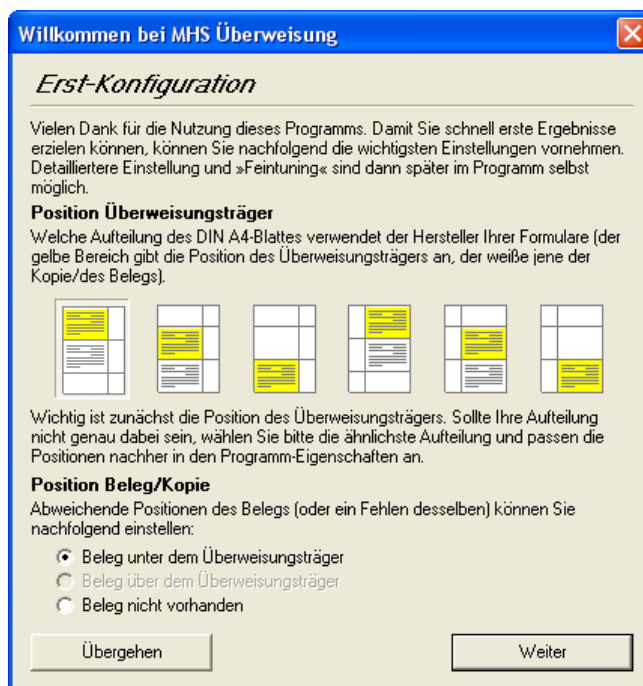 Willkommen bei MHS Überweisung
Erst-Konfiguration
Vielen Dank für die Nutzung dieses Programms. Damit Sie schnell erste Ergebnisse
erzielen können, können Sie nachfolgend die wichtigsten Einstellungen vornehmen.
Detailliertere Einstellung und »Feintuning« sind dann später im Programm selbst
möglich.
Position Überweisungsträger
Welche Aufteilung des DIN A4-Blattes verwendet der Hersteller Ihrer Formulare (der
gelbe Bereich gibt die Position des Überweisungsträgers an, der weiße jene der
Kopie/des Belegs).
Wichtig ist zunächst die Position des Überweisungsträgers. Sollte Ihre Aufteilung
nicht genau dabei sein, wählen Sie bitte die ähnlichste Aufteilung und passen die
Positionen nachher in den Programm-Eigenschaften an.
Position Beleg/Kopie
Abweichende Positionen des Belegs (oder ein Fehlen desselben) können Sie
nachfolgend einstellen:
Beleg unter dem Überweisungsträger
Beleg über dem Überweisungsträger
Beleg nicht vorhanden
Übergehen
Weiter